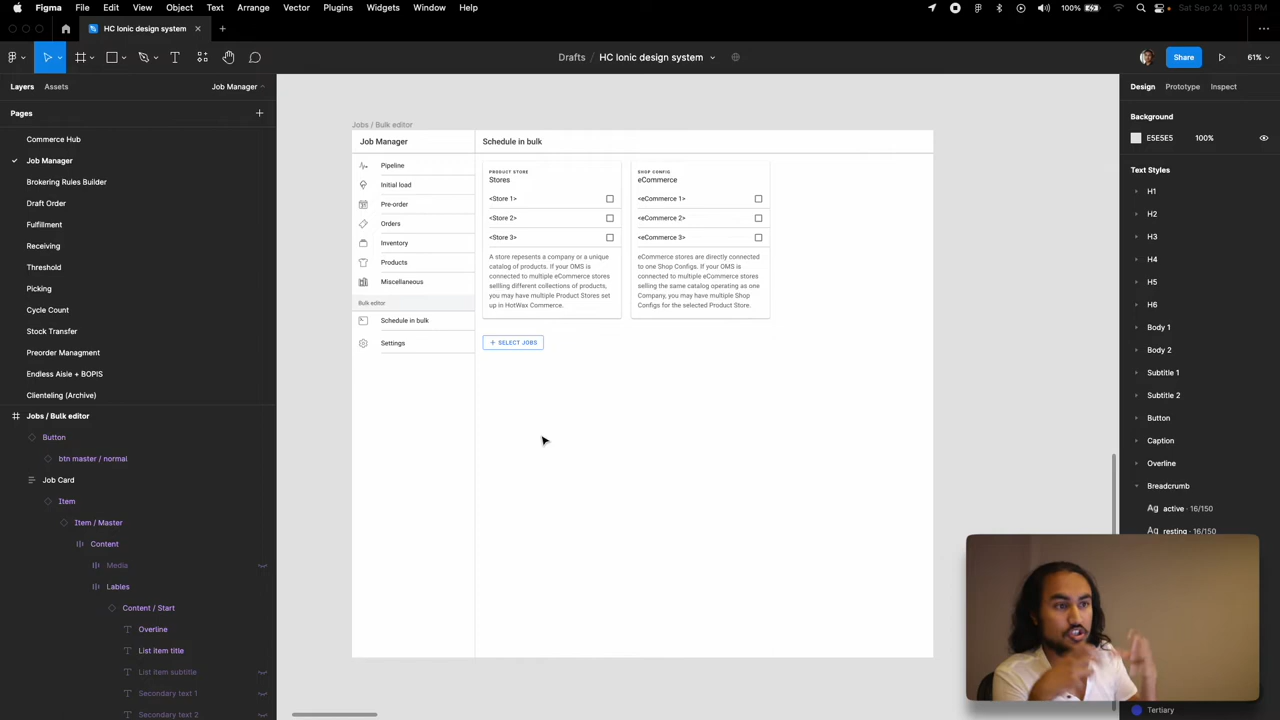 Figma File Edit View Object Text Arrange Vector Plugins Widgets Window Help 100% Sat Sep 24 10:33 PM
HC Ionic design system
Drafts / HC Ionic design system
Share
61%
Layers Assets Job Manager
Pages
Commerce Hub
Job Manager
Brokering Rules Builder
Draft Order
Fulfillment
Receiving
Threshold
Picking
Cycle Count
Stock Transfer
Preorder Managment
Endless Aisle + BOPIS
Clienteling (Archive)
Jobs / Bulk editor
Button
btn master / normal
Job Card
Item
Item / Master
Content
Media
Lables
Content / Start
Overline
List item title
List item subtitle
Secondary text 1
Secondary text 2
Jobs / Bulk editor
Job Manager
Pipeline
Initial load
Pre-order
Orders
Inventory
Products
Miscellaneous
Bulk editor
Schedule in bulk
Settings
Schedule in bulk
PRODUCT STORE
Stores
<Store 1>
<Store 2>
<Store 3>
A store repesents a company or a unique
catalog of products. If your OMS is
connected to multiple eCommerce stores
sellling different collections of products,
you may have multiple Product Stores set
up in HotWax Commerce.
SHOP CONFIG
eCommerce
<eCommerce 1>
<eCommerce 2>
<eCommerce 3>
eCommerce stores are directly connected
to one Shop Configs. If your OMS is
connected to multiple eCommerce stores
selling the same catalog operating as one
Company, you may have multiple Shop
Configs for the selected Product Store.
+ SELECT JOBS
Design Prototype Inspect
Background
E5E5E5 100%
Text Styles
H1
H2
H3
H4
H5
H6
Body 1
Body 2
Subtitle 1
Subtitle 2
Button
Caption
Overline
Breadcrumb
Ag active · 16/150
Ag resting · 16/150
Tertiary